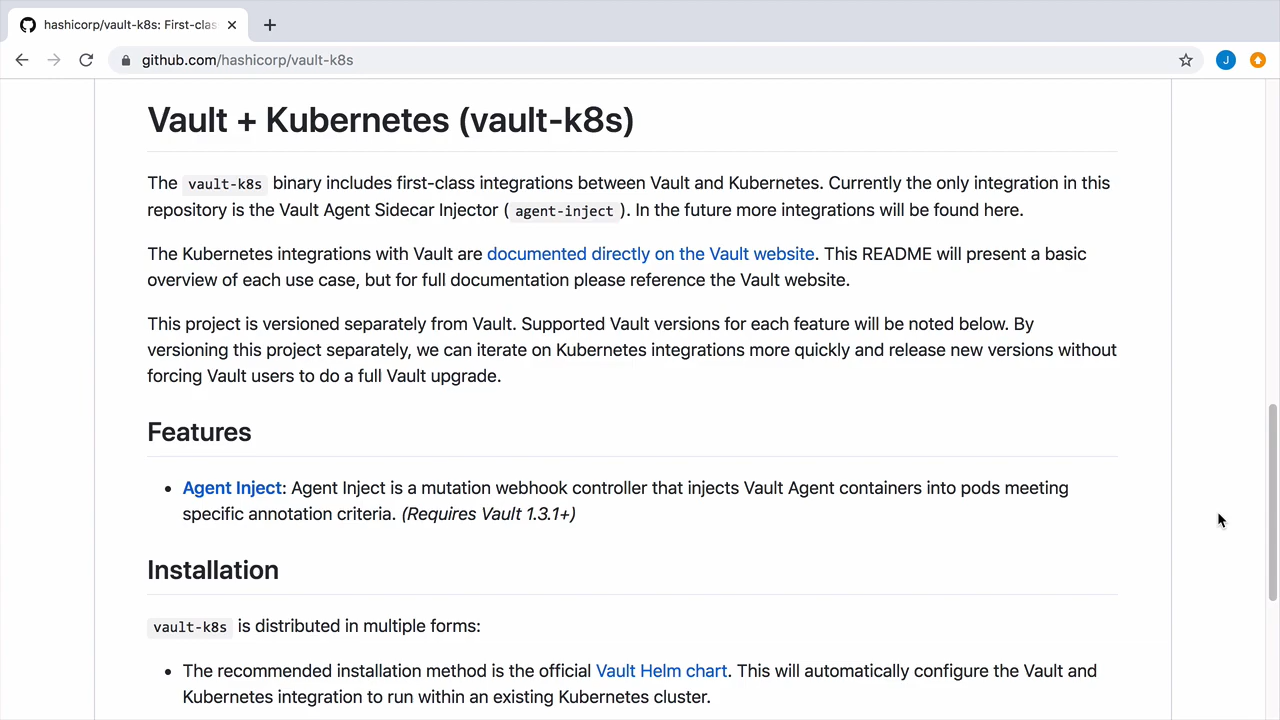 hashicorp/vault-k8s: First-clas
github.com/hashicorp/vault-k8s
J
Vault + Kubernetes (vault-k8s)
The vault-k8s binary includes first-class integrations between Vault and Kubernetes. Currently the only integration in this
repository is the Vault Agent Sidecar Injector ( agent-inject ). In the future more integrations will be found here.
The Kubernetes integrations with Vault are documented directly on the Vault website. This README will present a basic
overview of each use case, but for full documentation please reference the Vault website.
This project is versioned separately from Vault. Supported Vault versions for each feature will be noted below. By
versioning this project separately, we can iterate on Kubernetes integrations more quickly and release new versions without
forcing Vault users to do a full Vault upgrade.
Features
• Agent Inject: Agent Inject is a mutation webhook controller that injects Vault Agent containers into pods meeting
specific annotation criteria. (Requires Vault 1.3.1+)
Installation
vault-k8s is distributed in multiple forms:
• The recommended installation method is the official Vault Helm chart. This will automatically configure the Vault and
Kubernetes integration to run within an existing Kubernetes cluster.